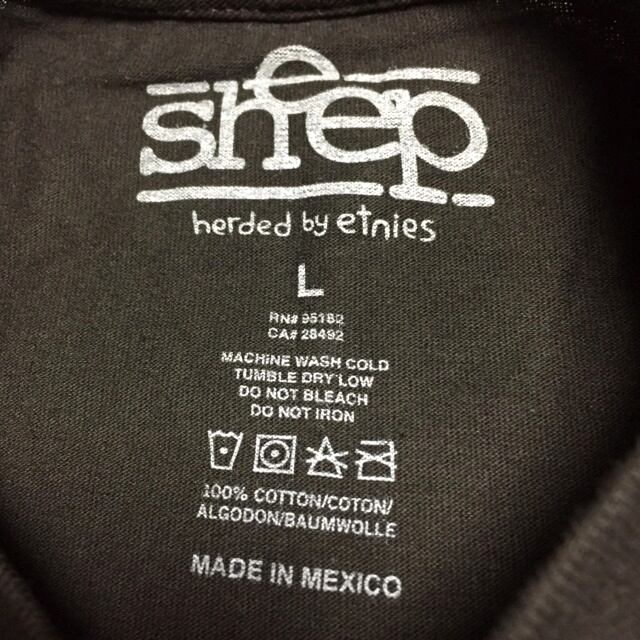 sheep
herded by etnies
L
RN# 95182
CA# 28492
MACHINE WASH COLD
TUMBLE DRY LOW
DO NOT BLEACH
DO NOT IRON
100% COTTON/COTON/
ALGODON/BAUMWOLLE
MADE IN MEXICO